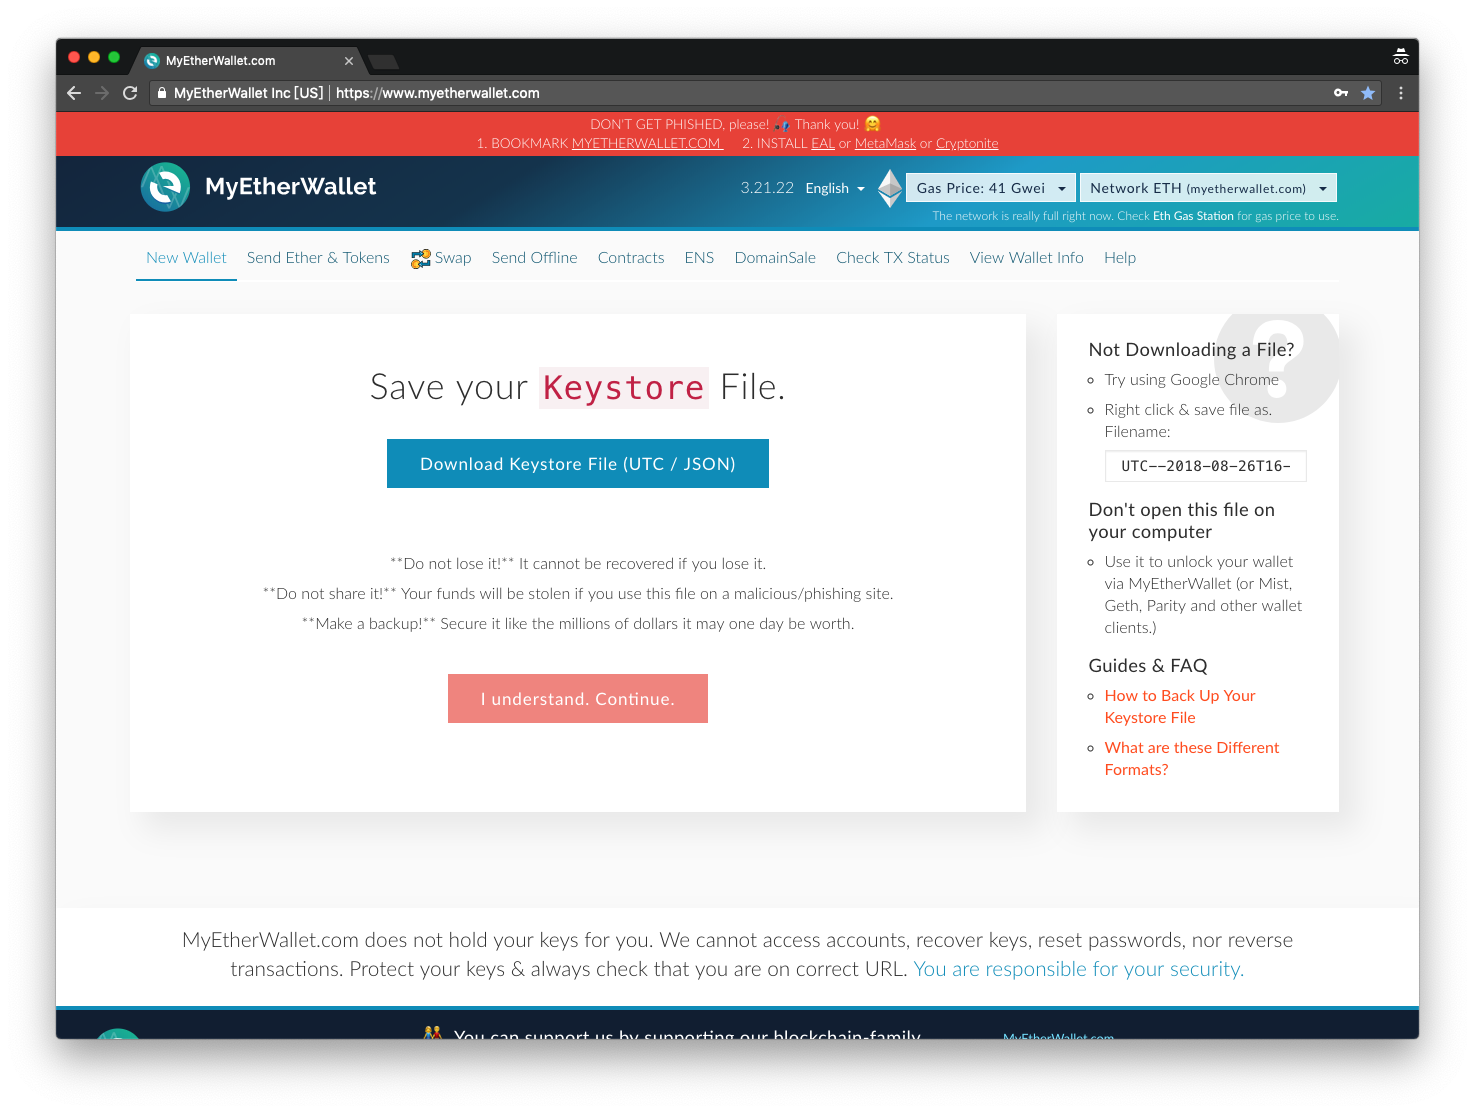 MyEtherWallet.com
MyEtherWallet Inc [US] | https://www.myetherwallet.com
DON'T GET PHISHED, please! 🎣 Thank you! 🤗
1. BOOKMARK MYETHERWALLET.COM 2. INSTALL EAL or MetaMask or Cryptonite
MyEtherWallet
3.21.22 English Gas Price: 41 Gwei Network ETH (myetherwallet.com)
The network is really full right now. Check Eth Gas Station for gas price to use.
New Wallet Send Ether & Tokens Swap Send Offline Contracts ENS DomainSale Check TX Status View Wallet Info Help
Save your Keystore File.
Download Keystore File (UTC / JSON)
**Do not lose it!** It cannot be recovered if you lose it.
**Do not share it!** Your funds will be stolen if you use this file on a malicious/phishing site.
**Make a backup!** Secure it like the millions of dollars it may one day be worth.
I understand. Continue.
Not Downloading a File?
Try using Google Chrome
Right click & save file as.
Filename:
UTC--2018-08-26T16-
Don't open this file on
your computer
Use it to unlock your wallet
via MyEtherWallet (or Mist,
Geth, Parity and other wallet
clients.)
Guides & FAQ
How to Back Up Your
Keystore File
What are these Different
Formats?
MyEtherWallet.com does not hold your keys for you. We cannot access accounts, recover keys, reset passwords, nor reverse
transactions. Protect your keys & always check that you are on correct URL. You are responsible for your security.
You can support us by supporting our blockchain-family.
MyEtherWallet.com